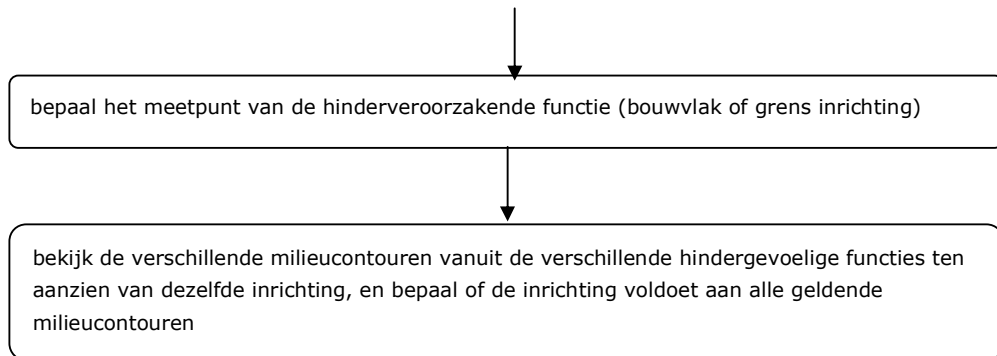 bepaal het meetpunt van de hinderveroorzakende functie (bouwvlak of grens inrichting)
bekijk de verschillende milieucontouren vanuit de verschillende hindergevoelige functies ten
aanzien van dezelfde inrichting, en bepaal of de inrichting voldoet aan alle geldende
milieucontouren